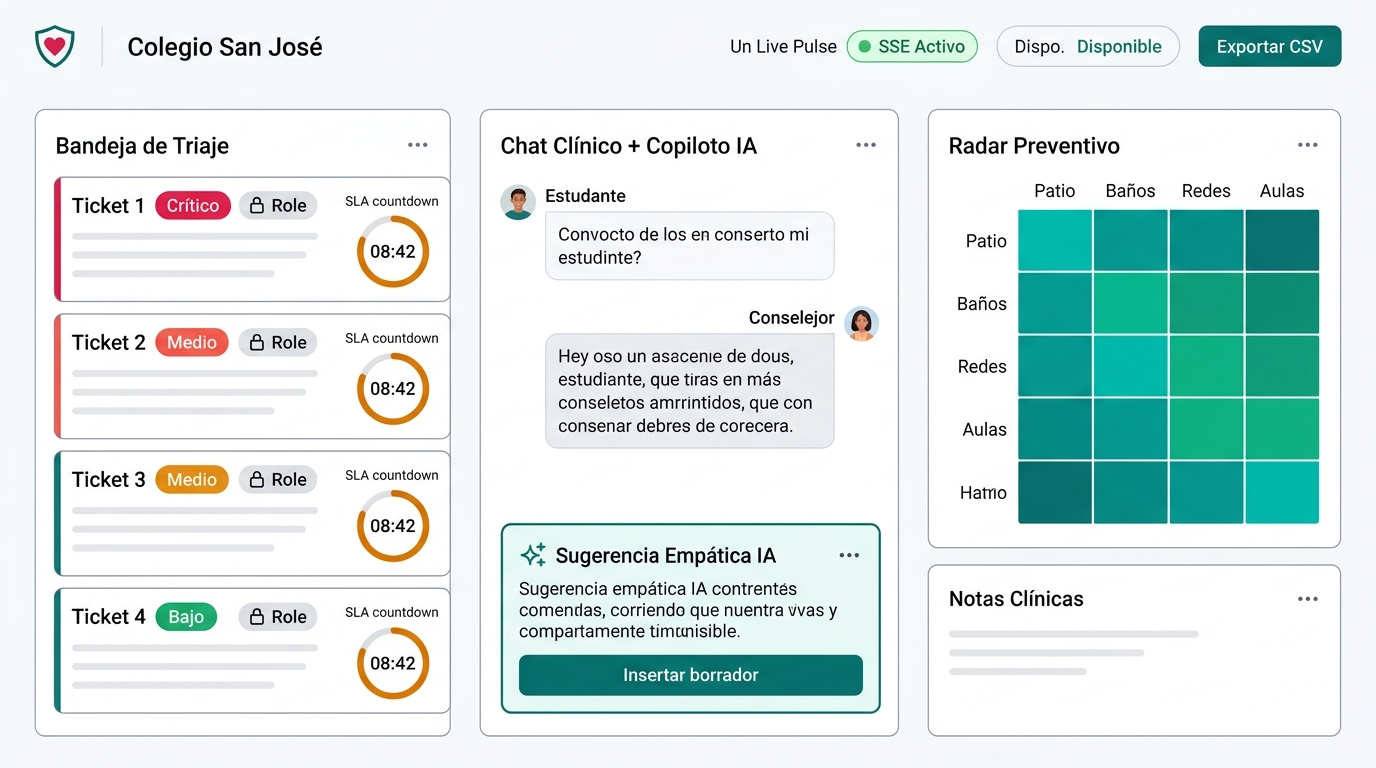 Colegio San José
Un Live Pulse
SSE Activo
Dispo. Disponible
Exportar CSV
Bandeja de Triaje
Ticket 1 Crítico Role
SLA countdown
08:42
Ticket 2 Medio Role
SLA countdown
08:42
Ticket 3 Medio Role
SLA countdown
08:42
Ticket 4 Bajo Role
SLA countdown
08:42
Chat Clínico + Copiloto IA
Estudante
Convocto de los en conserto mi
estudinte?
Conselejor
Hey oso un de dous,
estudiante, que tiras en más
conseletos amrrintidos, que con
consenar debres de corecera.
Sugerencia Empática IA
Sugerencia empática IA contrentés
comendas, corriendo que nuentra vivas y
compartamente
Insertar borrador
Radar Preventivo
Patio Baños Redes Aulas
Patio
Baños
Redes
Aulas
Notas Clínicas